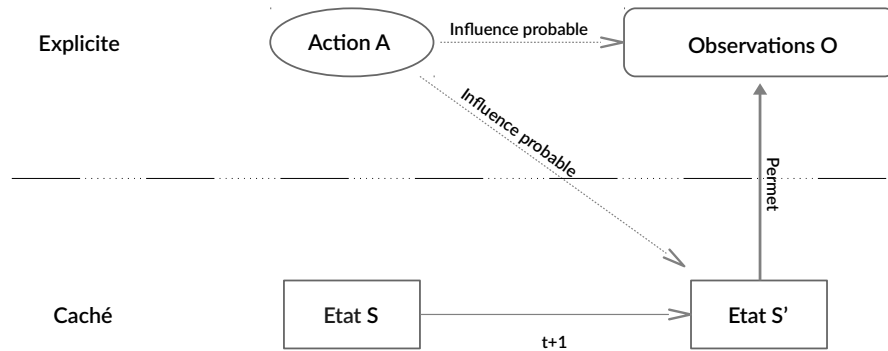 Explicite
Action A
Influence probable
Observations O
Influence probable
Permet
Caché
Etat S
t+1
Etat S'